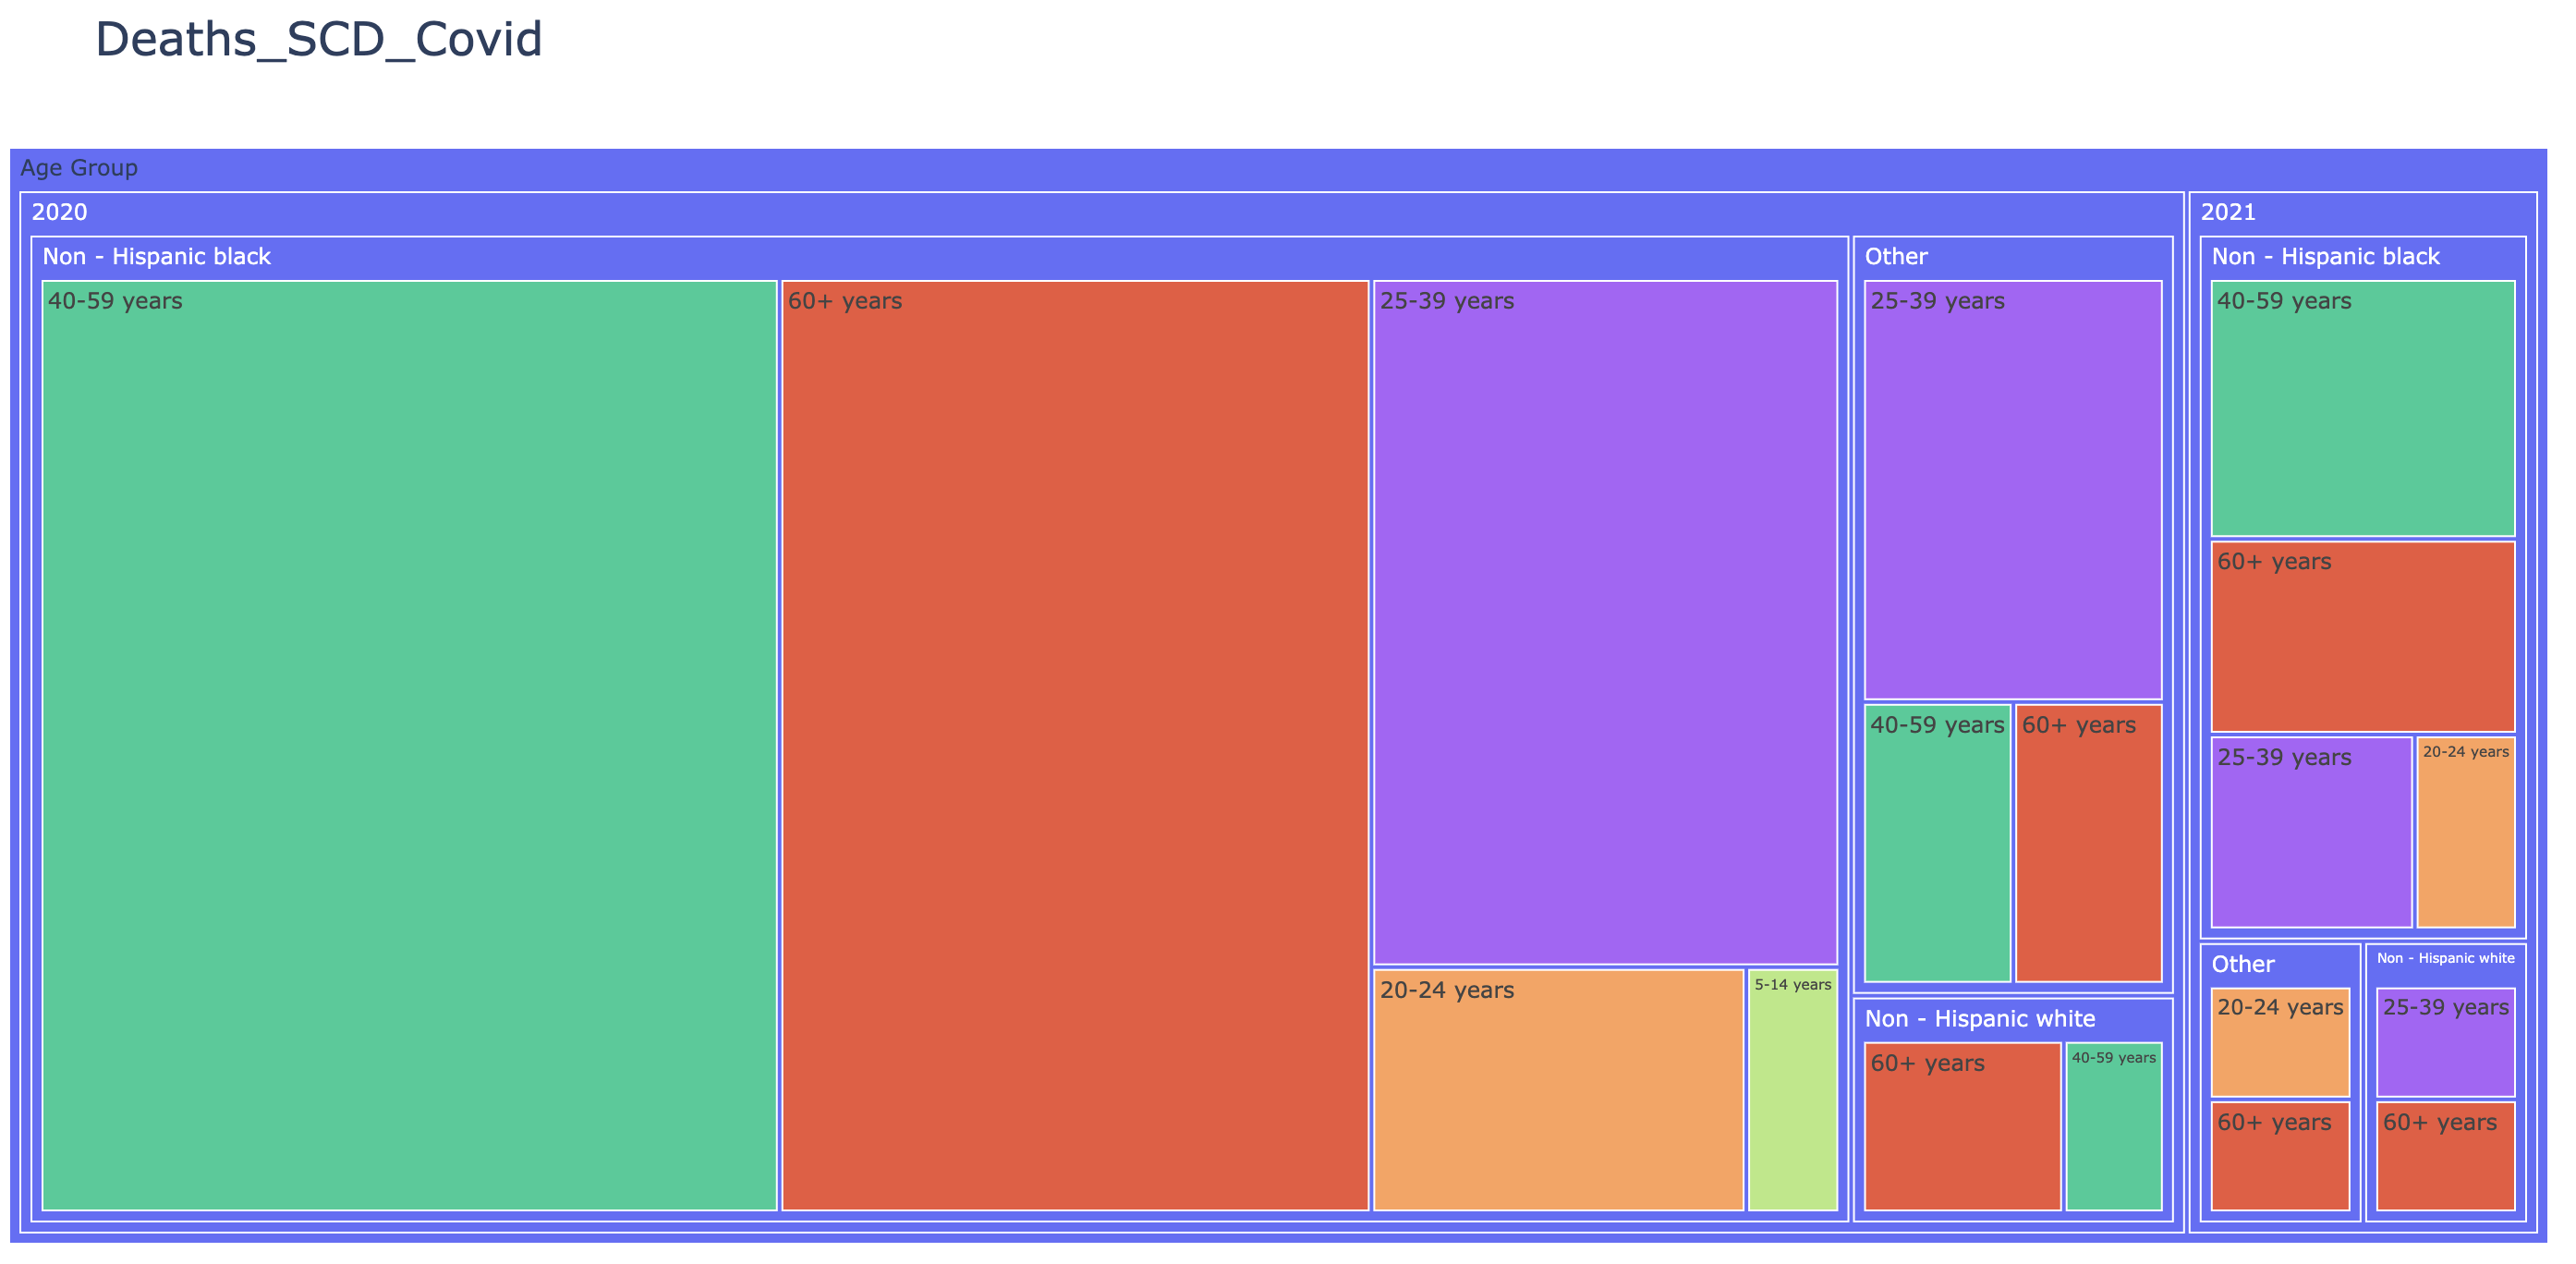 Deaths_SCD_Covid
Age Group
2020
Non - Hispanic black
40-59 years
60+ years
25-39 years
20-24 years
5-14 years
Other
25-39 years
40-59 years
60+ years
Non - Hispanic white
60+ years
40-59 years
2021
Non - Hispanic black
40-59 years
60+ years
25-39 years
20-24 years
Other
20-24 years
60+ years
Non - Hispanic white
25-39 years
60+ years